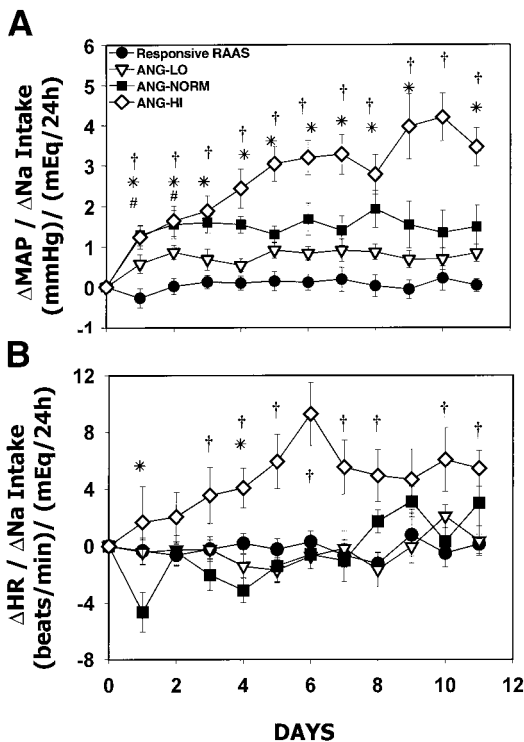 A
ΔMAP / ΔNa Intake
(mmHg)/ (mEq/24h)
6
5
4
3
2
1
0
-1
Responsive RAAS
ANG-LO
ANG-NORM
ANG-HI
† † † † † † † † † † †
* * * * * * * * * *
# #
B
ΔHR / ΔNa Intake
(beats/min)/ (mEq/24h)
12
8
4
0
-4
-8
† † † † † † † †
* *
0 2 4 6 8 10 12
DAYS